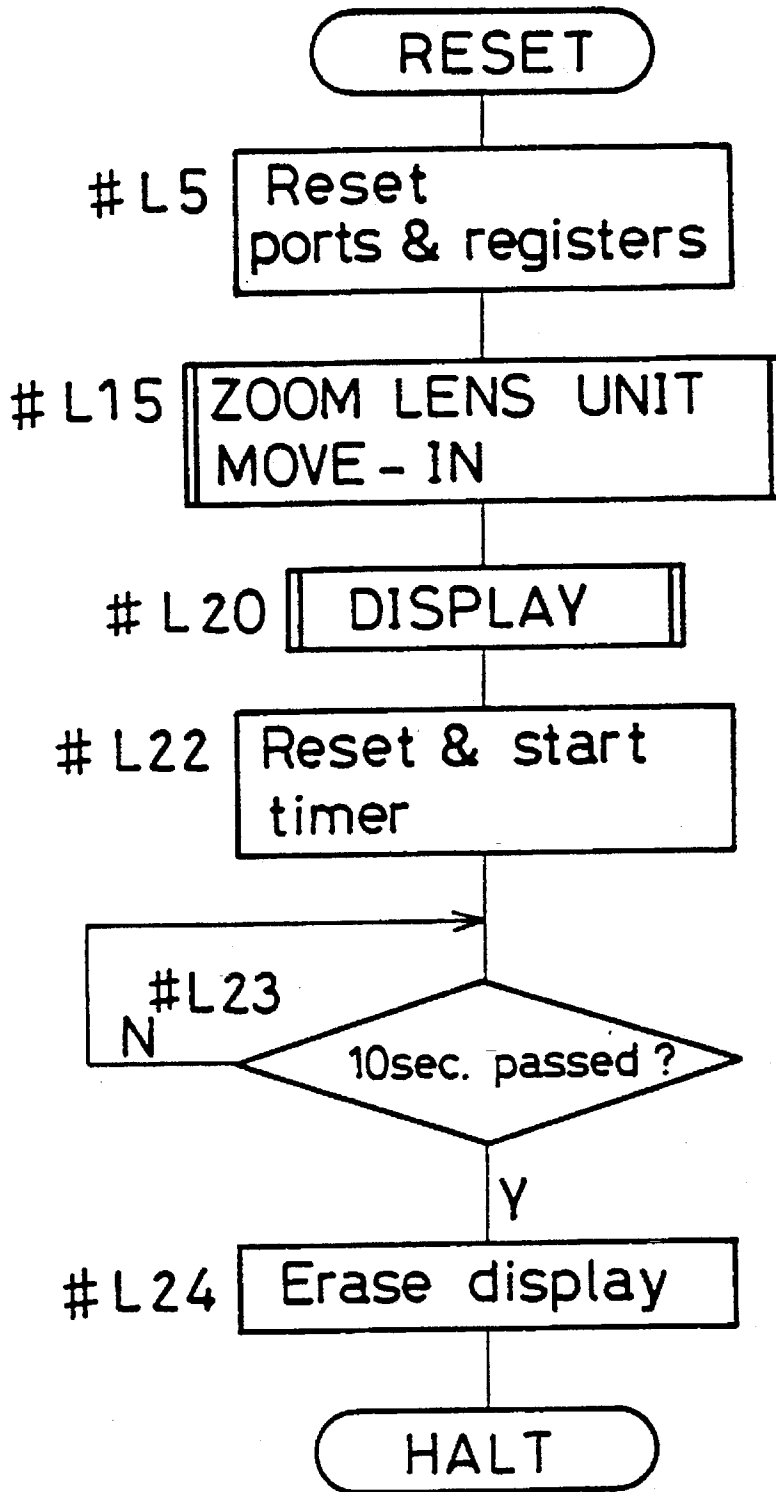 RESET
#L5
Reset
ports & registers
#L15
ZOOM LENS UNIT
MOVE-IN
#L20
DISPLAY
#L22
Reset & start
timer
#L23
N
10sec. passed ?
Y
#L24
Erase display
HALT